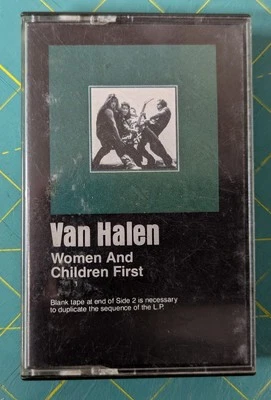 Van Halen
Women And
Children First
Blank tape at end of Side 2 is necessary
to duplicate the sequence of the L.P.